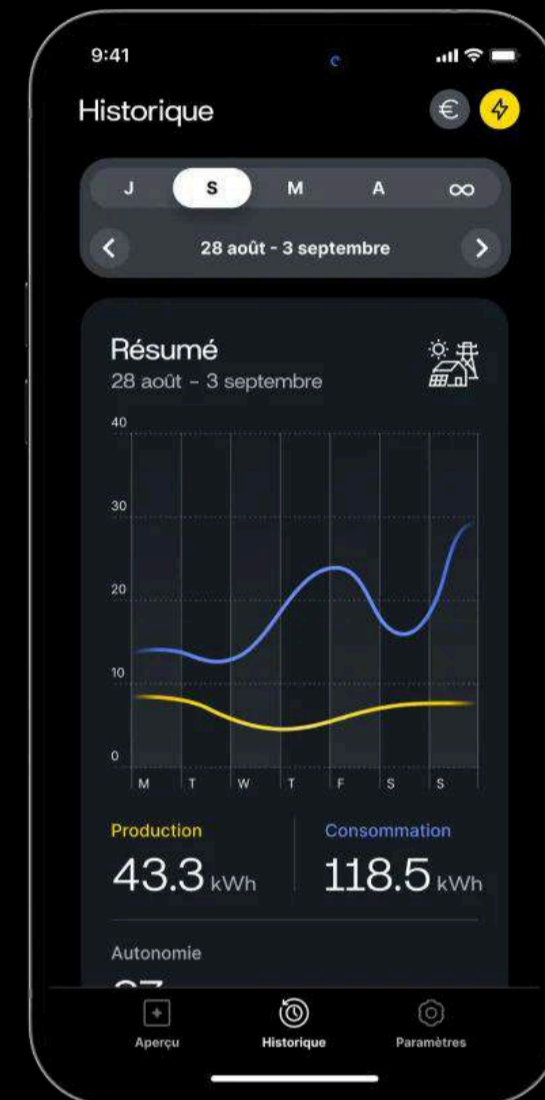 9:41
Historique
€
J S M A ∞
28 août - 3 septembre
Résumé
28 août – 3 septembre
40
30
20
10
0
M T W T F S S
Production Consommation
43.3 kWh 118.5 kWh
Autonomie
Aperçu Historique Paramètres